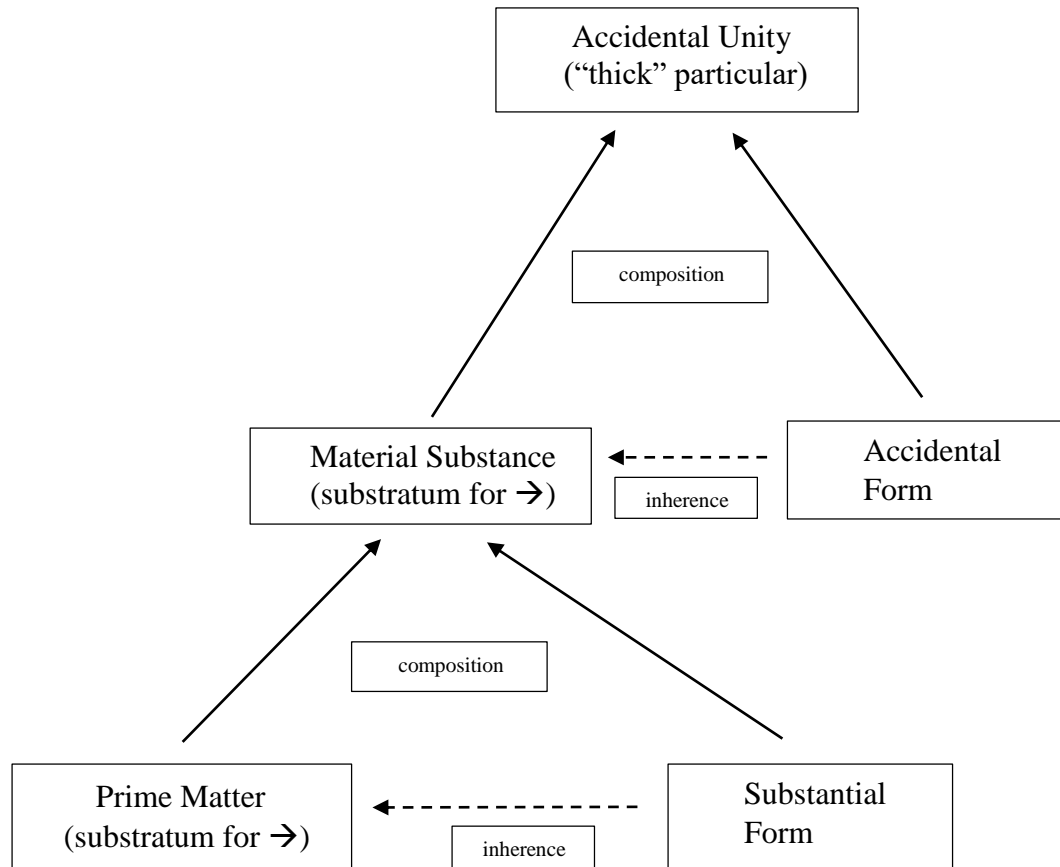 Accidental Unity
(“thick” particular)
composition
Material Substance
(substratum for →)
inherence
Accidental
Form
composition
Prime Matter
(substratum for →)
inherence
Substantial
Form